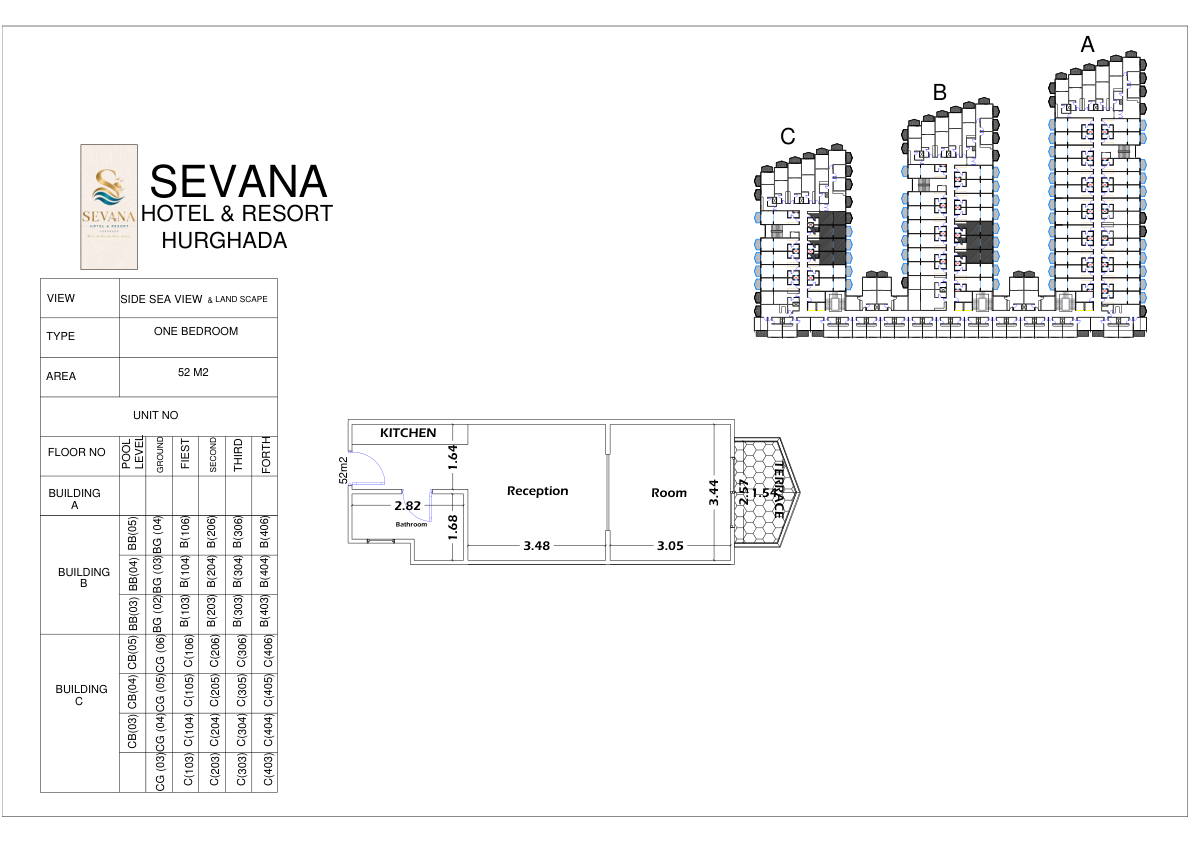 A
B
C
SEVANA
HOTEL & RESORT
HURGHADA
SEVANA
HOTEL & RESORT
HURGHADA
VIEW SIDE SEA VIEW & LAND SCAPE
TYPE ONE BEDROOM
AREA 52 M2
UNIT NO
FLOOR NO POOL LEVEL GROUND FIEST SECOND THIRD FORTH
BUILDING A
BUILDING B
BB(05) BG (04) B(106) B(206) B(306) B(406)
BB(04) BG (03) B(104) B(204) B(304) B(404)
BB(03) BG (02) B(103) B(203) B(303) B(403)
BUILDING C
CB(05) CG (06) C(106) C(206) C(306) C(406)
CB(04) CG (05) C(105) C(205) C(305) C(405)
CB(03) CG (04) C(104) C(204) C(304) C(404)
CG (03) C(103) C(203) C(303) C(403)
KITCHEN
52m2
1.64
2.82
Bathroom
1.68
Reception
3.48
Room
3.05
3.44
2.57
1.54
TERRACE